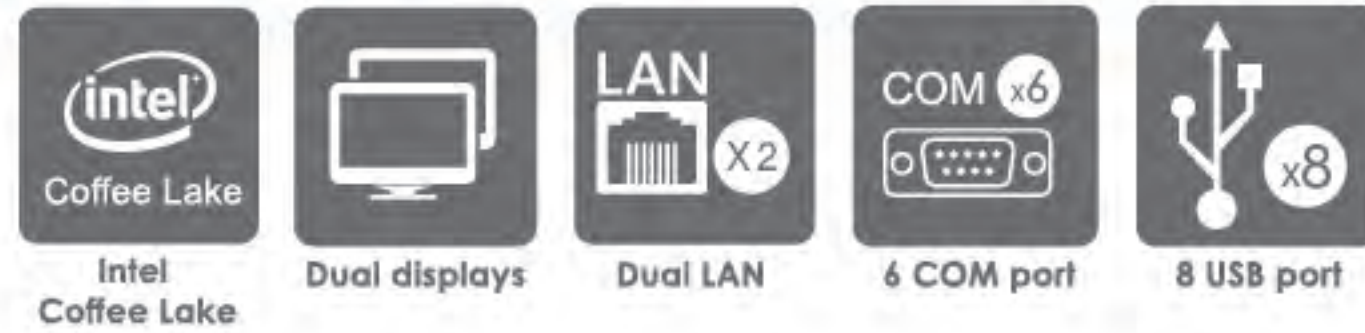 intel
Coffee Lake
Intel
Coffee Lake
Dual displays
LAN
X2
Dual LAN
COM x6
6 COM port
x8
8 USB port